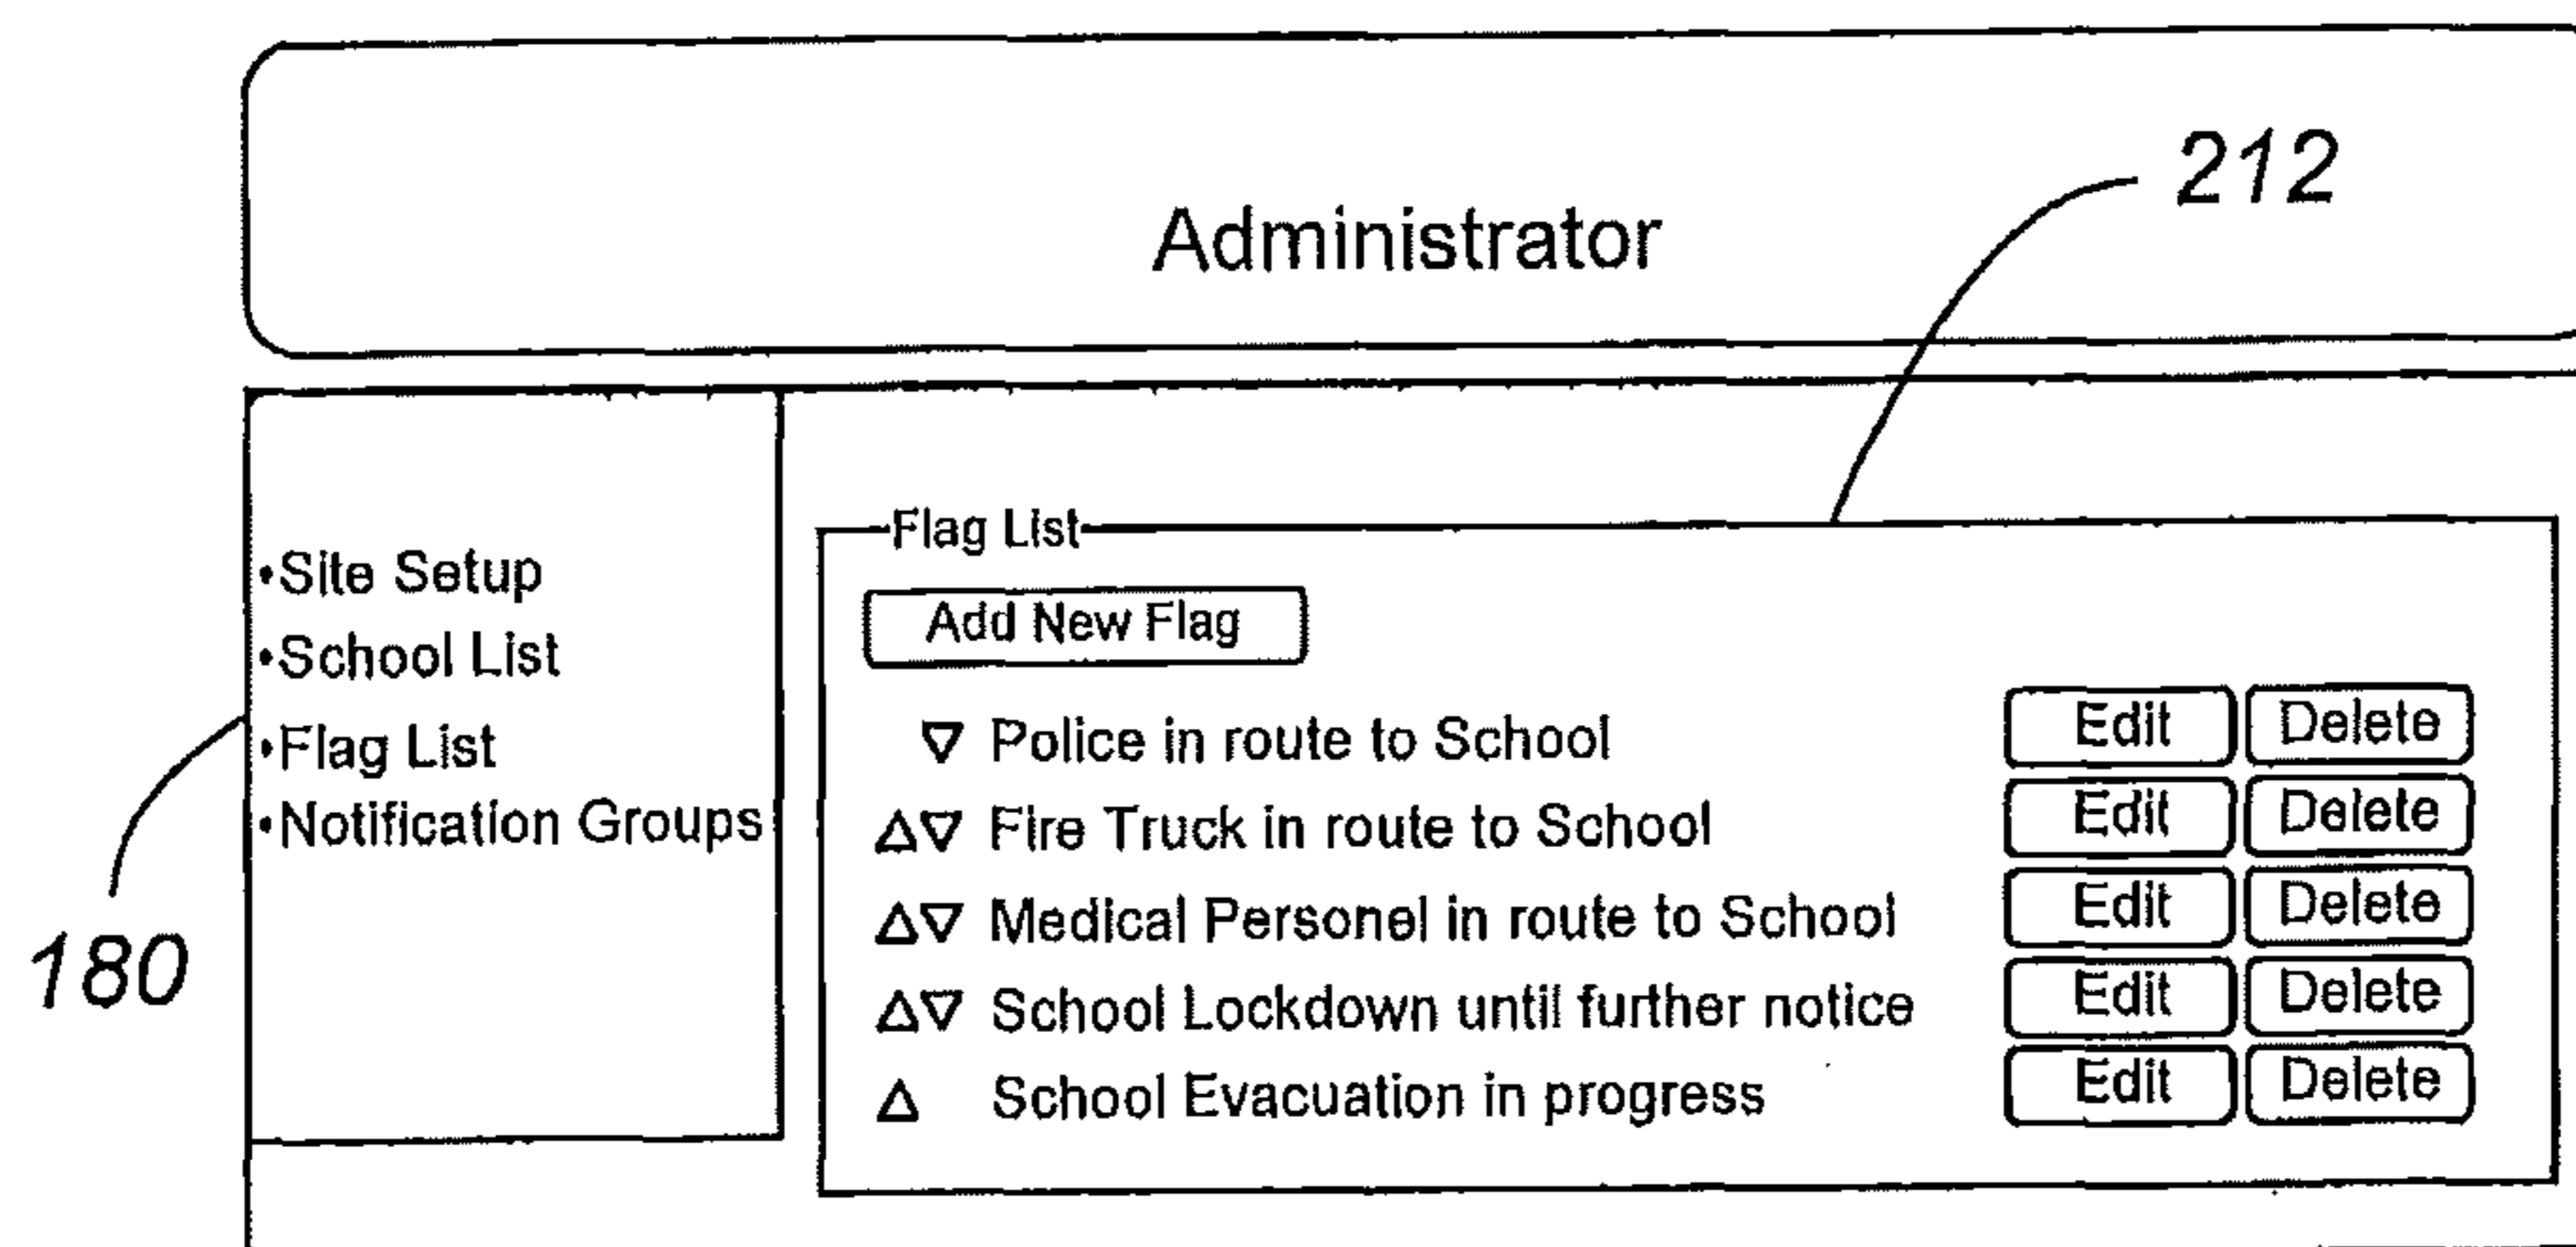 212
Administrator
Flag List
Add New Flag
•Site Setup
•School List
•Flag List
•Notification Groups
180
▽ Police in route to School Edit Delete
△▽ Fire Truck in route to School Edit Delete
△▽ Medical Personel in route to School Edit Delete
△▽ School Lockdown until further notice Edit Delete
△ School Evacuation in progress Edit Delete